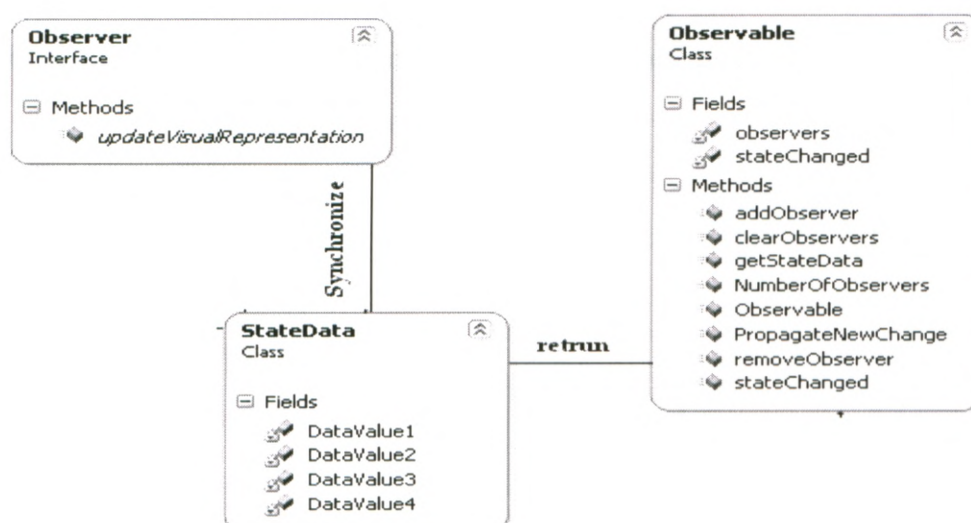 Observer
Interface
Methods
updateVisualRepresentation
Synchronize
StateData
Class
Fields
DataValue1
DataValue2
DataValue3
DataValue4
retrun
Observable
Class
Fields
observers
stateChanged
Methods
addObserver
clearObservers
getStateData
NumberOfObservers
Observable
PropagateNewChange
removeObserver
stateChanged